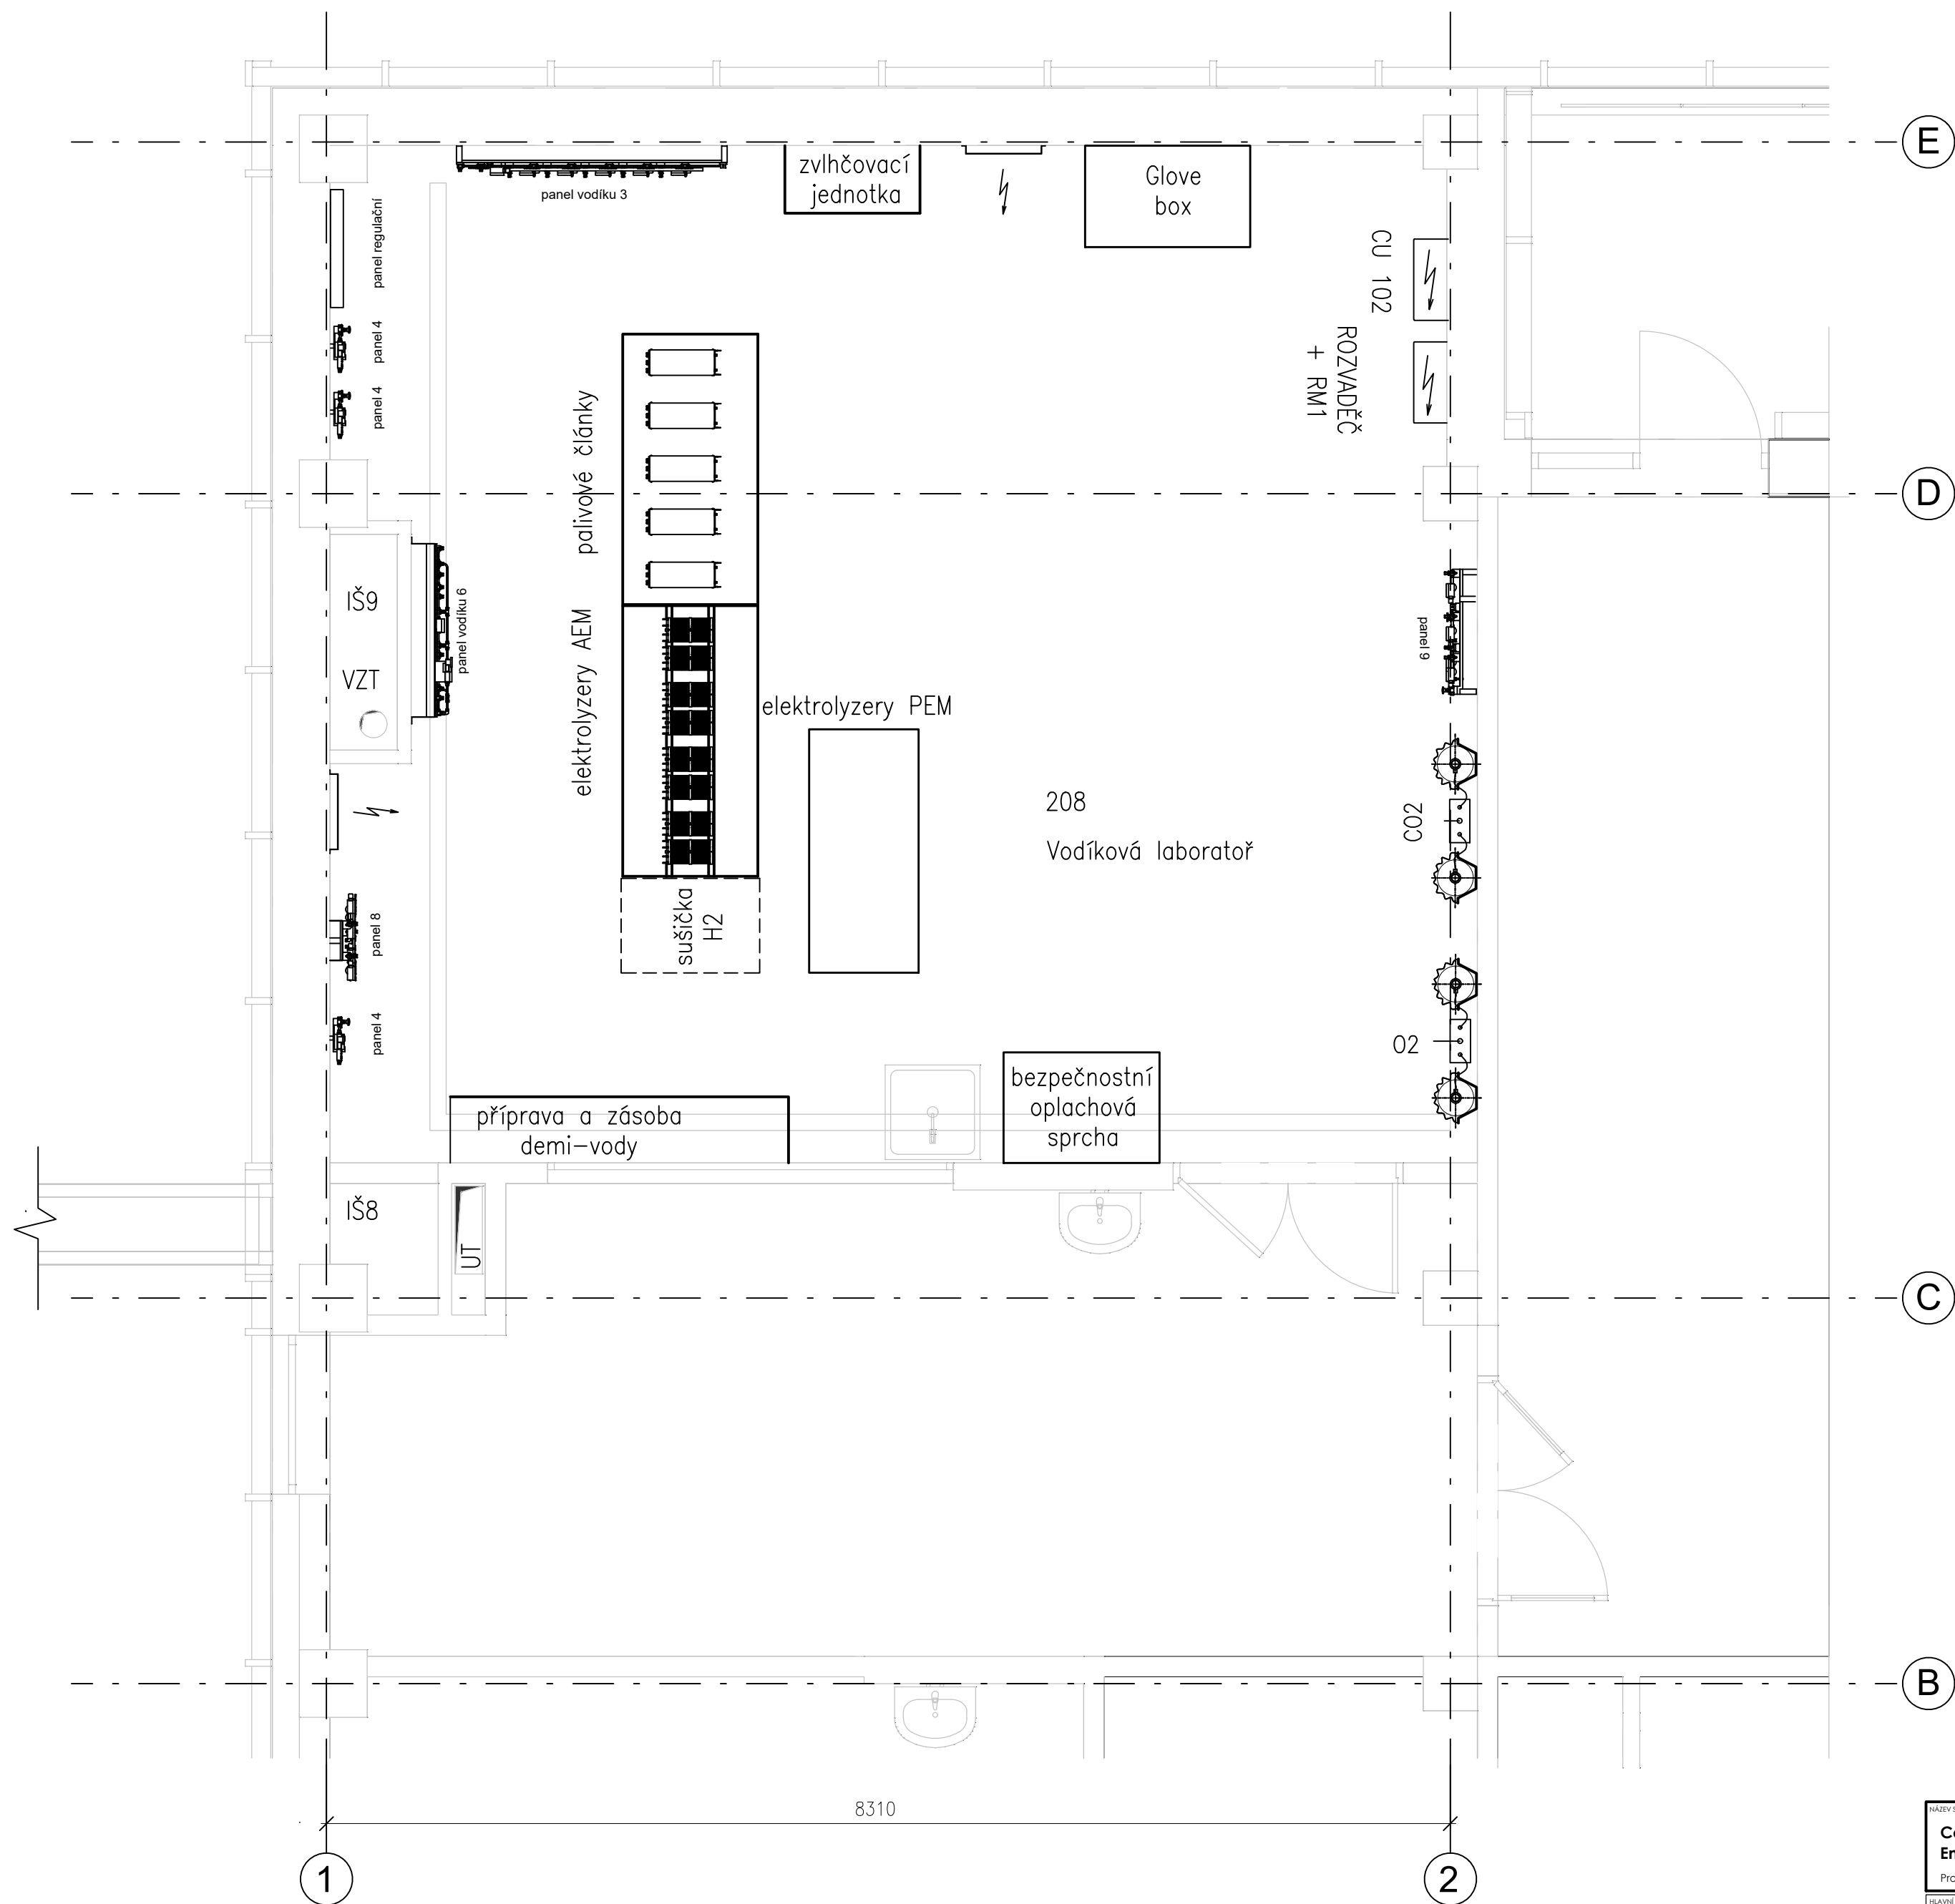 E
zvlhčovací
jednotka
Glove
box
panel vodíku 3
panel regulační
CU 102
panel 4
ROZVADĚČ
+ RM1
panel 4
palivové články
D
IŠ9
panel vodíku 6
elektrolyzery AEM
panel 9
VZT
elektrolyzery PEM
208
CO2
Vodíková laboratoř
sušička
H2
panel 8
panel 4
O2
bezpečnostní
oplachová
sprcha
příprava a zásoba
demi-vody
IŠ8
UT
C
B
8310
1
2
NÁZEV